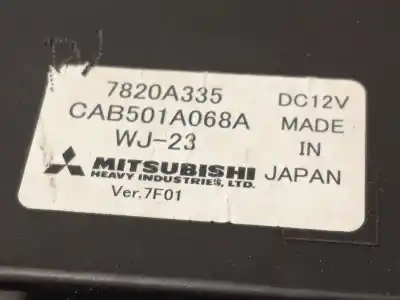 7820A335
CAB501A068A
WJ-23
MITSUBISHI
HEAVY INDUSTRIES, LTD.
Ver.7F01
DC12V
MADE
IN
JAPAN